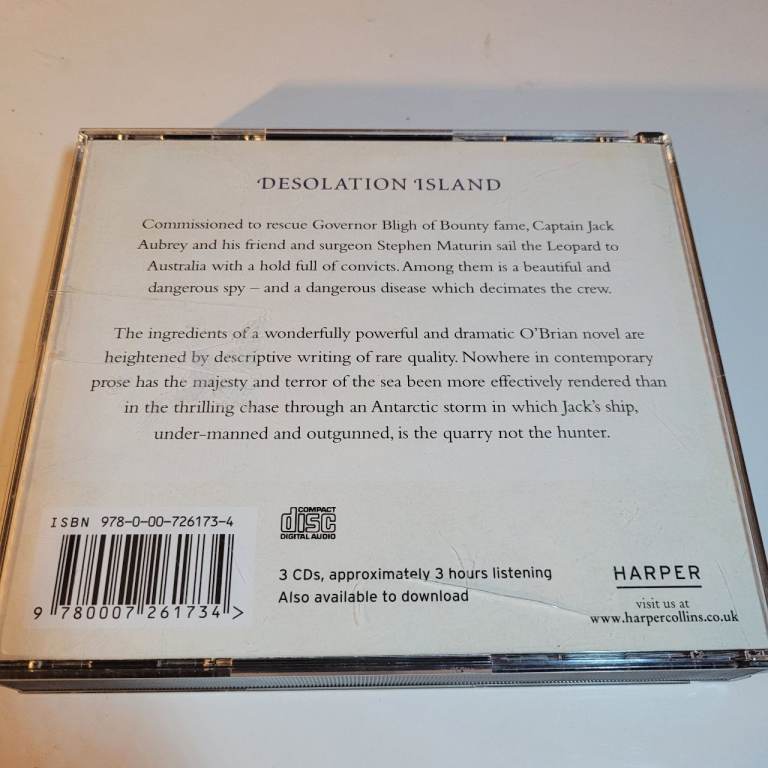 DESOLATION ISLAND
Commissioned to rescue Governor Bligh of Bounty fame, Captain Jack
Aubrey and his friend and surgeon Stephen Maturin sail the Leopard to
Australia with a hold full of convicts. Among them is a beautiful and
dangerous spy – and a dangerous disease which decimates the crew.
The ingredients of a wonderfully powerful and dramatic O'Brian novel are
heightened by descriptive writing of rare quality. Nowhere in contemporary
prose has the majesty and terror of the sea been more effectively rendered than
in the thrilling chase through an Antarctic storm in which Jack's ship,
under-manned and outgunned, is the quarry not the hunter.
ISBN 978-0-00-726173-4
9 780007 261734 >
COMPACT
disc
DIGITAL AUDIO
3 CDs, approximately 3 hours listening
Also available to download
HARPER
visit us at
www.harpercollins.co.uk